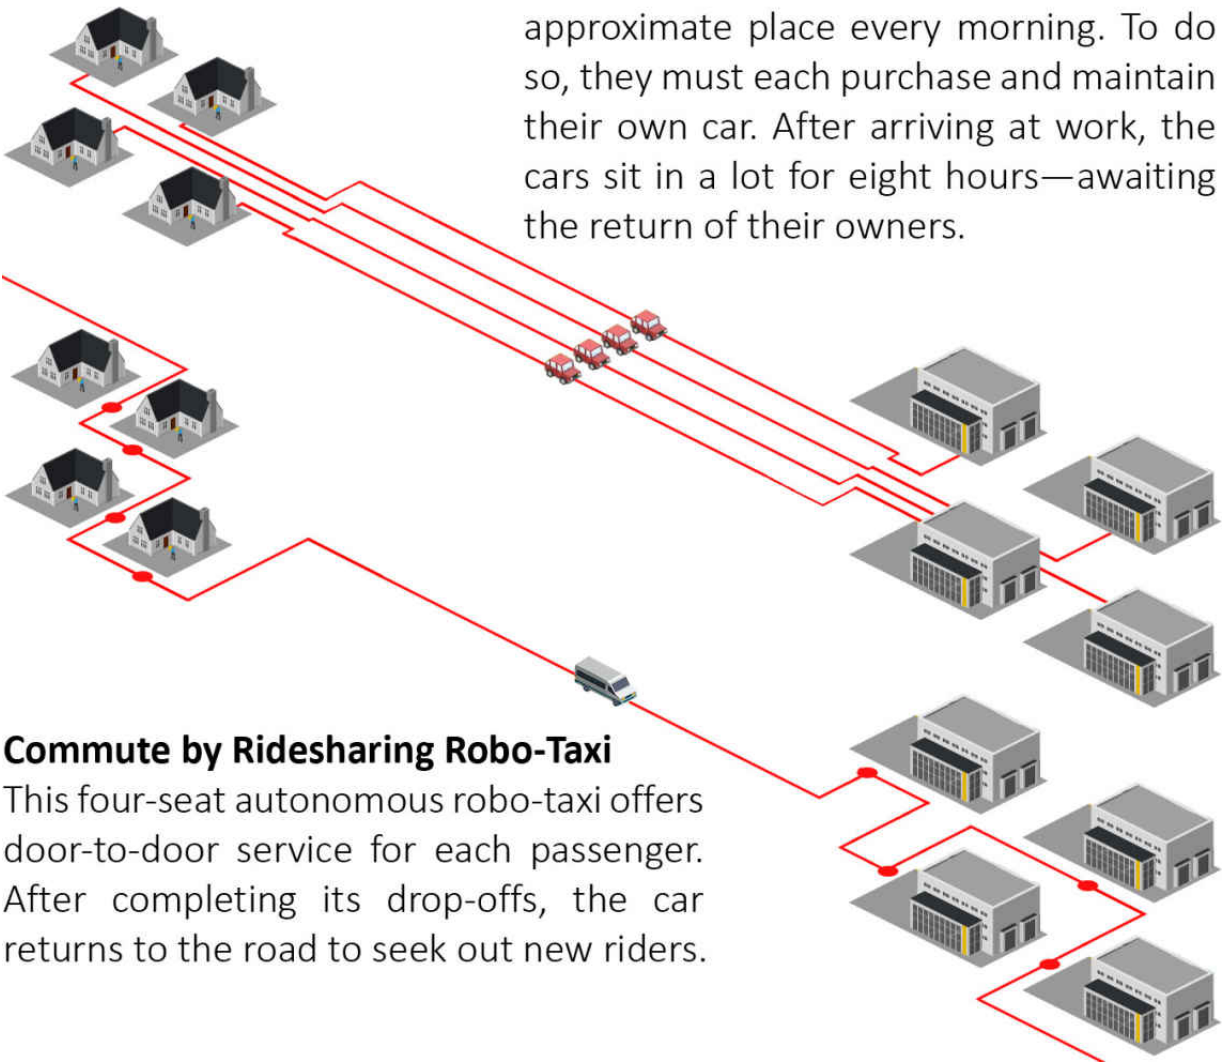 approximate place every morning. To do
so, they must each purchase and maintain
their own car. After arriving at work, the
cars sit in a lot for eight hours—awaiting
the return of their owners.
Commute by Ridesharing Robo-Taxi
This four-seat autonomous robo-taxi offers
door-to-door service for each passenger.
After completing its drop-offs, the car
returns to the road to seek out new riders.